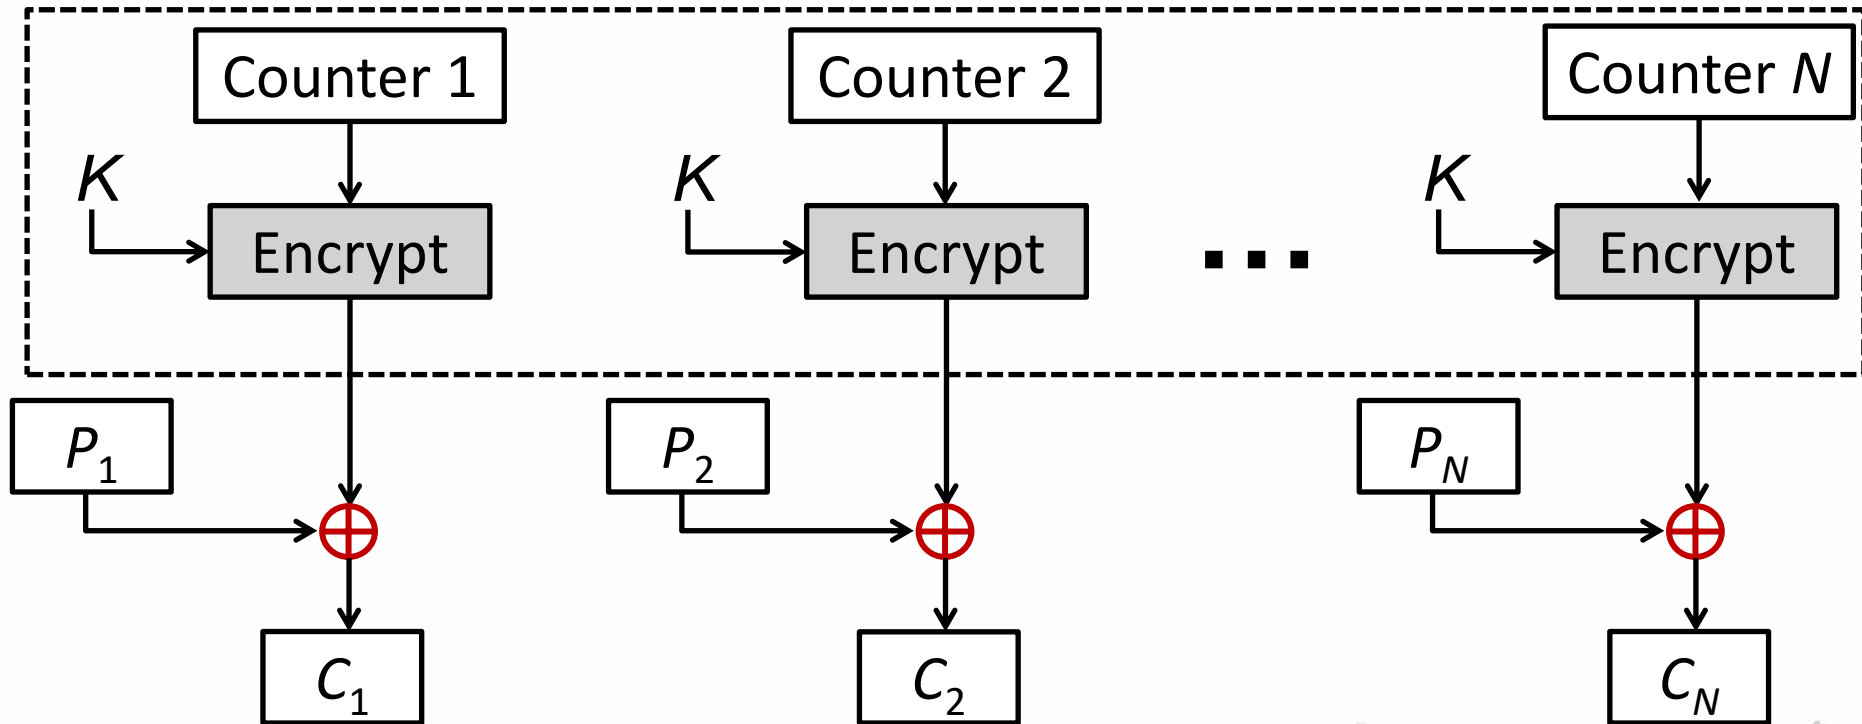 Counter 1 Counter 2 Counter N
K K K
Encrypt Encrypt ... Encrypt
P1 P2 PN
C1 C2 CN